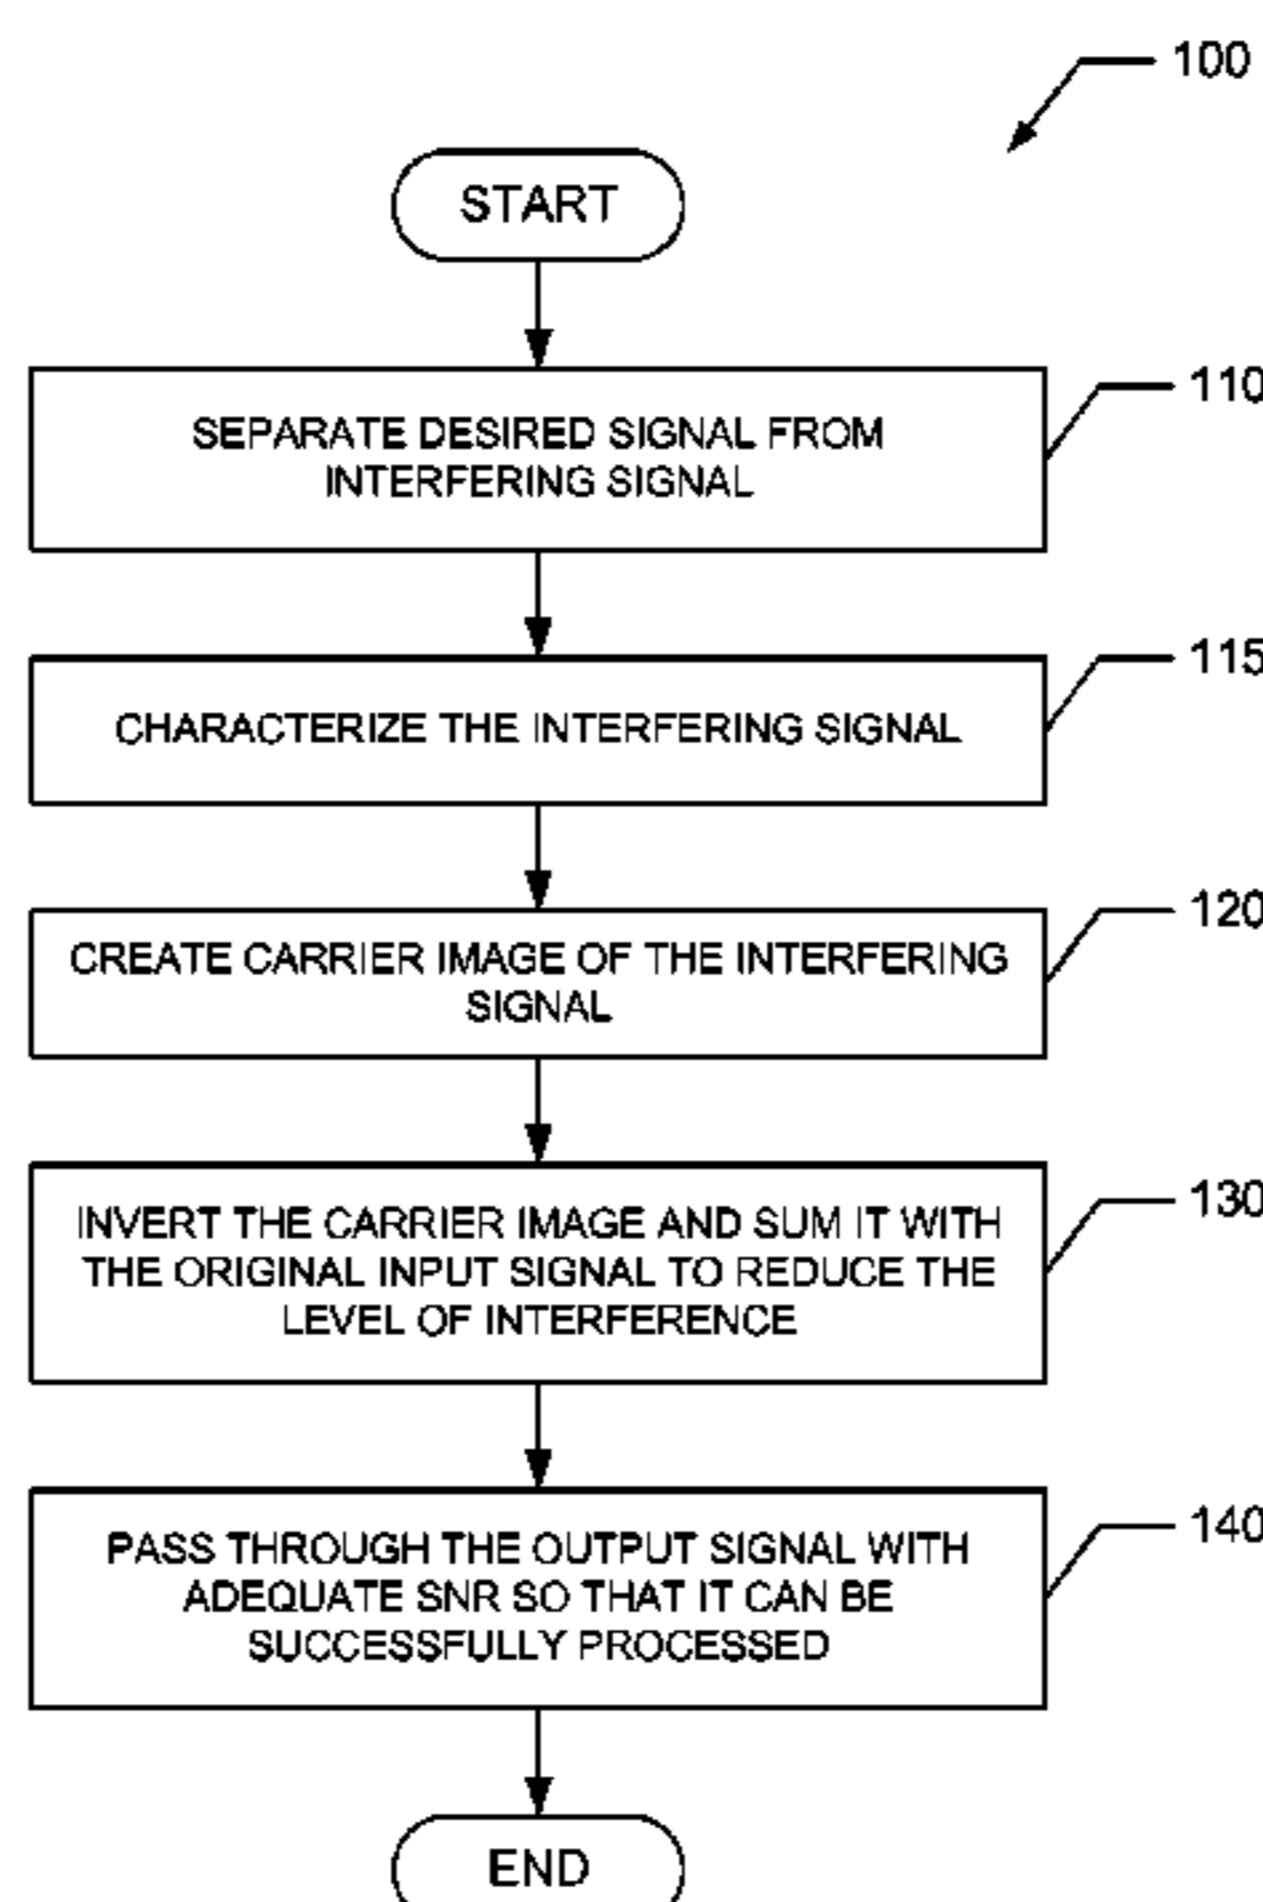 100
START
SEPARATE DESIRED SIGNAL FROM
INTERFERING SIGNAL
110
CHARACTERIZE THE INTERFERING SIGNAL
115
CREATE CARRIER IMAGE OF THE INTERFERING
SIGNAL
120
INVERT THE CARRIER IMAGE AND SUM IT WITH
THE ORIGINAL INPUT SIGNAL TO REDUCE THE
LEVEL OF INTERFERENCE
130
PASS THROUGH THE OUTPUT SIGNAL WITH
ADEQUATE SNR SO THAT IT CAN BE
SUCCESSFULLY PROCESSED
140
END